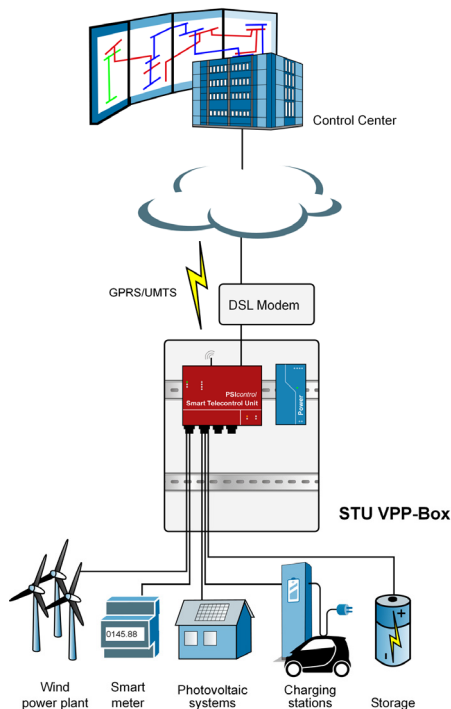 Control Center
GPRS/UMTS
DSL Modem
PSIcontrol
Smart Telecontrol Unit
Power
STU VPP-Box
0145.88
Wind
power plant
Smart
meter
Photovoltaic
systems
Charging
stations
Storage
+
-